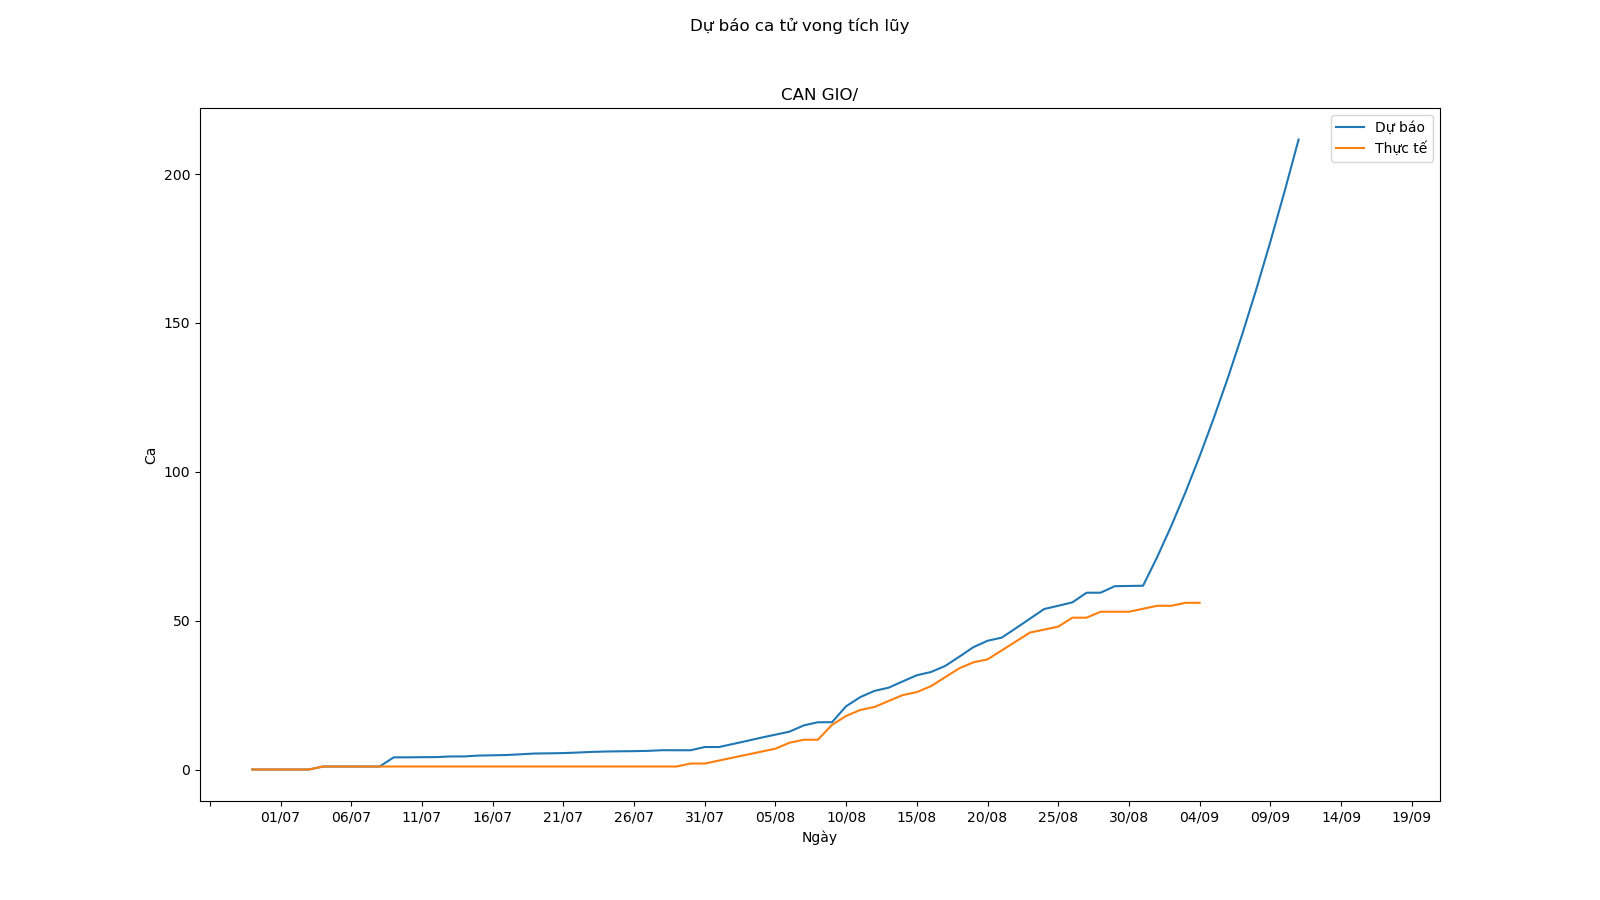 Dự báo ca tử vong tích lũy
CAN GIO/
Dự báo
Thực tế
200
150
100
50
0
Ca
01/07 06/07 11/07 16/07 21/07 26/07 31/07 05/08 10/08 15/08 20/08 25/08 30/08 04/09 09/09 14/09 19/09
Ngày